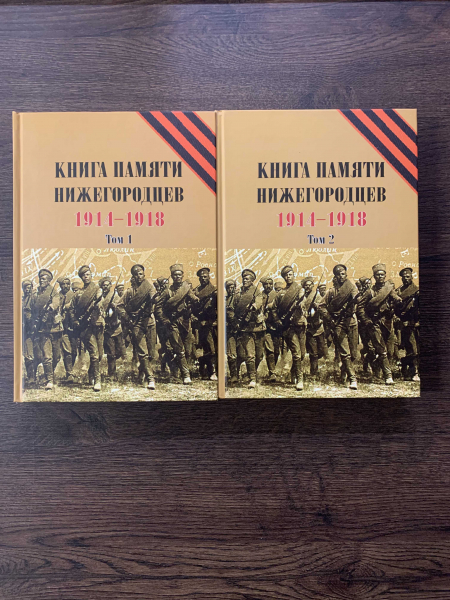 КНИГА ПАМЯТИ
НИЖЕГОРОДЦЕВ
1914–1918
Том 1
КНИГА ПАМЯТИ
НИЖЕГОРОДЦЕВ
1914–1918
Том 2